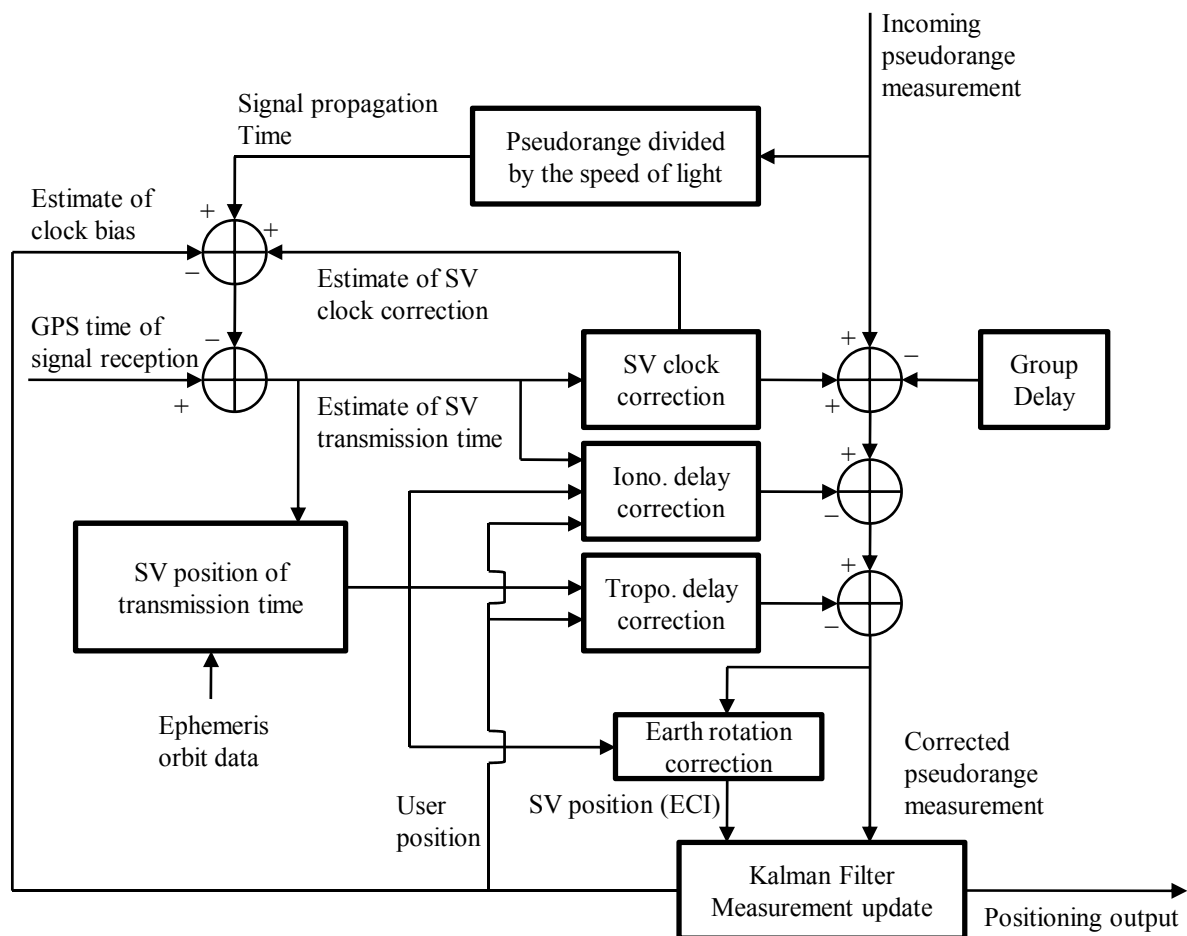 Incoming
pseudorange
measurement
Signal propagation
Time
Pseudorange divided
by the speed of light
Estimate of
clock bias
+
+
−
Estimate of SV
clock correction
GPS time of
signal reception
−
+
Estimate of SV
transmission time
SV clock
correction
+
−
+
Group
Delay
Iono. delay
correction
+
−
SV position of
transmission time
Tropo. delay
correction
+
−
Ephemeris
orbit data
Earth rotation
correction
Corrected
pseudorange
measurement
User
position
SV position (ECI)
Kalman Filter
Measurement update
Positioning output